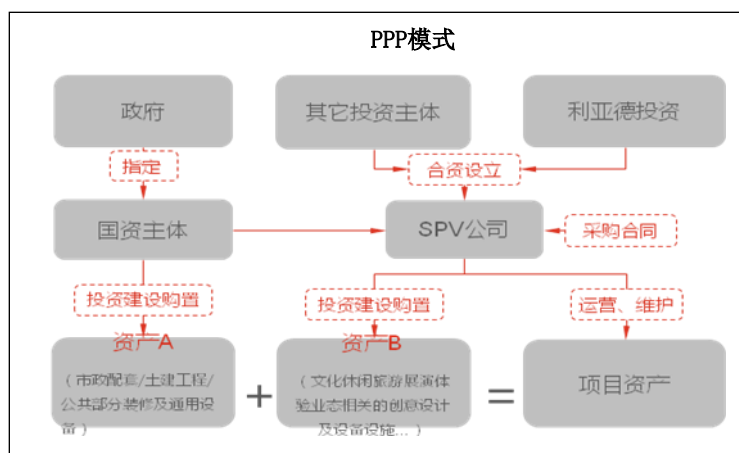 PPP模式
政府
其它投资主体
利亚德投资
指定
合资设立
国资主体
SPV公司
采购合同
投资建设购置
投资建设购置
运营、维护
资产A
（市政配套/土建工程/
公共部分装修及通用设
备）
+
资产B
（文化休闲旅游展演体
验业态相关的创意设计
及设备设施...）
=
项目资产